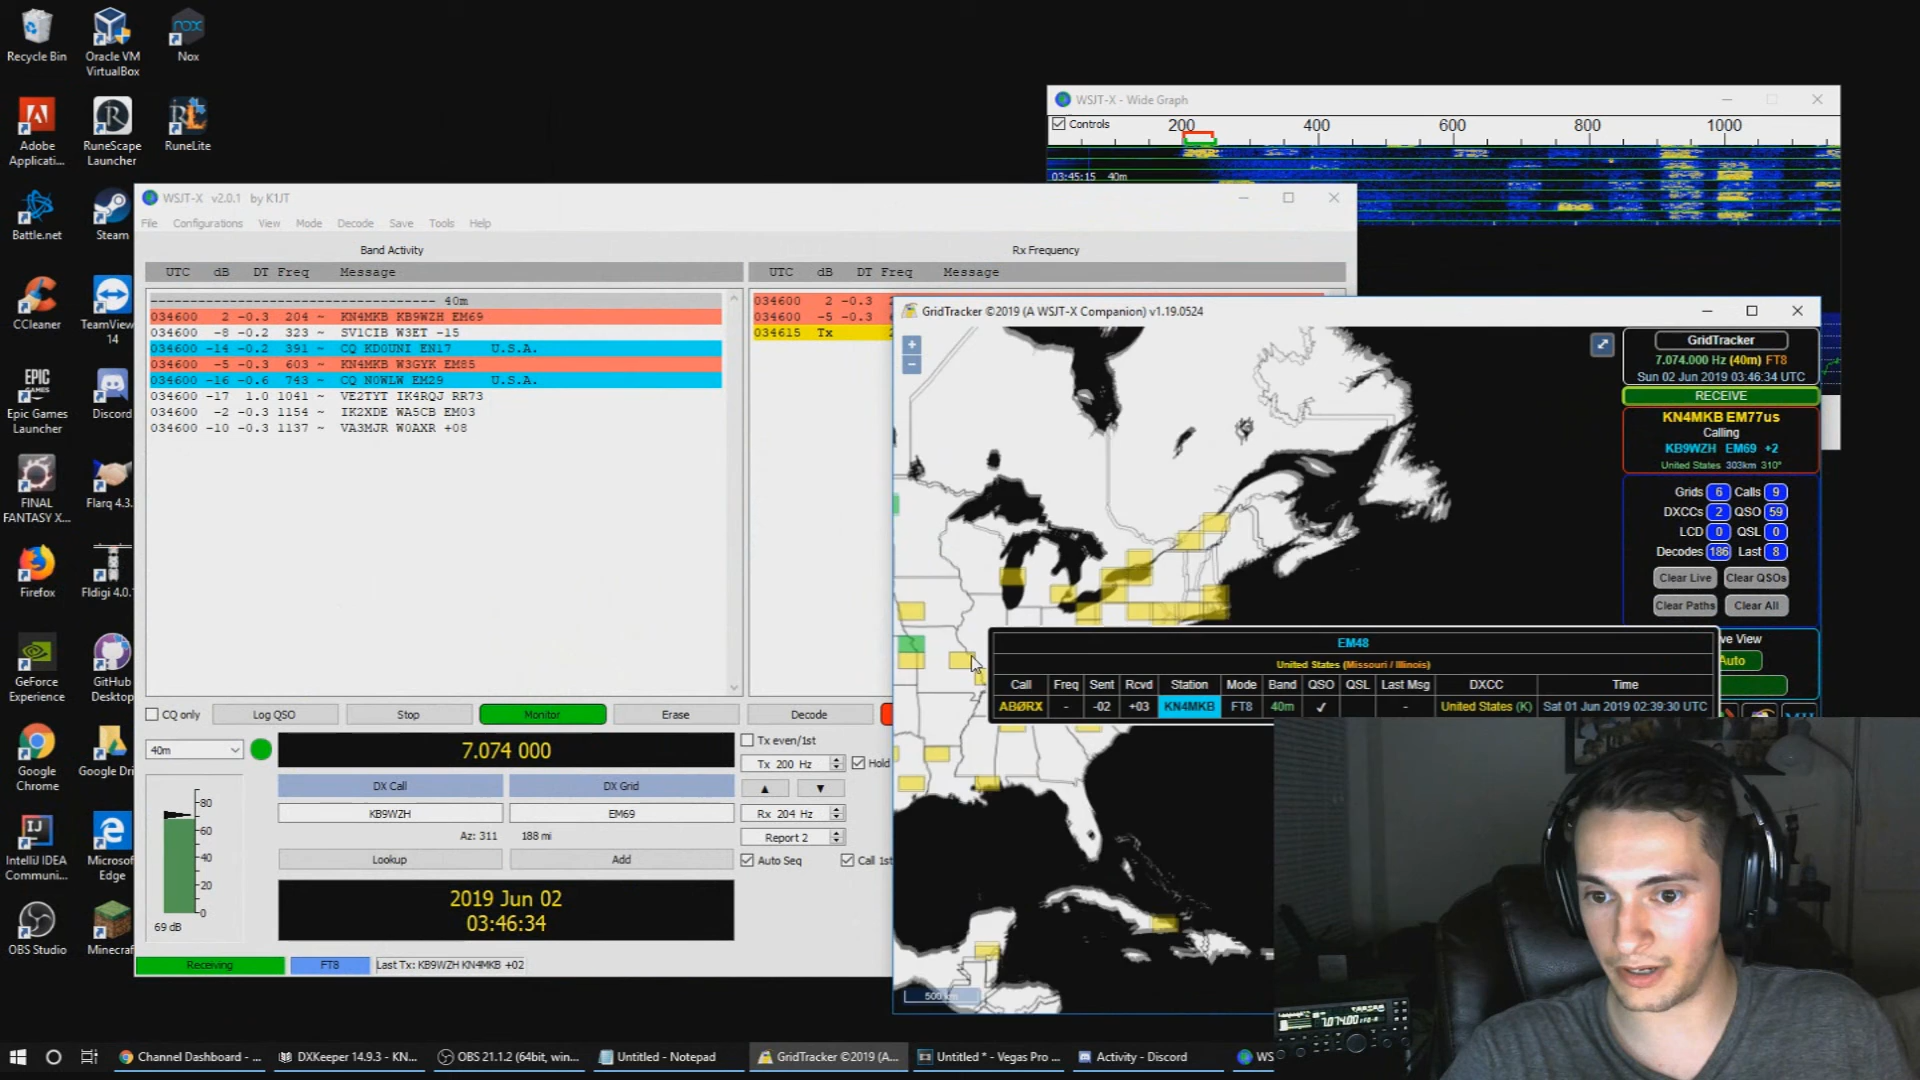 Recycle Bin
Oracle VM
VirtualBox
Nox
Adobe
Applicati...
RuneScape
Launcher
RuneLite
Battle.net
Steam
CCleaner
TeamView
14
Epic Games
Launcher
Discord
FINAL
FANTASY X...
Flarq 4.3.
Firefox
Fldigi 4.0.
GeForce
Experience
GitHub
Desktop
Google
Chrome
Google Dri
IntelliJ IDEA
Communi...
Microsof
Edge
OBS Studio
Minecraf
WSJT-X - Wide Graph
Controls
200 400 600 800 1000
03:45:15 40m
WSJT-X v2.0.1 by K1JT
File Configurations View Mode Decode Save Tools Help
Band Activity
UTC dB DT Freq Message
------------------------------------ 40m
034600 2 -0.3 204 ~ KN4MKB KB9WZH EM69
034600 -8 -0.2 323 ~ SV1CIB W3ET -15
034600 -14 -0.2 391 ~ CQ KD0UNI EN17 U.S.A.
034600 -5 -0.3 603 ~ KN4MKB W3GYK EM85
034600 -16 -0.6 743 ~ CQ N0WLW EM29 U.S.A.
034600 -17 1.0 1041 ~ VE2TYT IK4RQJ RR73
034600 -2 -0.3 1154 ~ IK2XDE WA5CB EM03
034600 -10 -0.3 1137 ~ VA3MJR W0AXR +08
Rx Frequency
UTC dB DT Freq Message
034600 2 -0.3
034600 -5 -0.3
034615 Tx
CQ only
Log QSO
Stop
Monitor
Erase
Decode
40m
7.074 000
Tx even/1st
Tx 200 Hz
Hold
DX Call
DX Grid
▲ ▼
KB9WZH
EM69
Rx 204 Hz
Az: 311 188 mi
Report 2
Lookup
Add
Auto Seq
Call 1st
80
60
40
20
0
69 dB
2019 Jun 02
03:46:34
Receiving
FT8
Last Tx: KB9WZH KN4MKB +02
GridTracker ©2019 (A WSJT-X Companion) v1.19.0524
+
−
500 km
GridTracker
7.074.000 Hz (40m) FT8
Sun 02 Jun 2019 03:46:34 UTC
RECEIVE
KN4MKB EM77us
Calling
KB9WZH EM69 +2
United States 303km 310°
Grids 6 Calls 9
DXCCs 2 QSO 59
LCD 0 QSL 0
Decodes 186 Last 8
Clear Live Clear QSOs
Clear Paths Clear All
ve View
Auto
EM48
United States (Missouri / Illinois)
Call Freq Sent Rcvd Station Mode Band QSO QSL Last Msg DXCC Time
ABØRX - -02 +03 KN4MKB FT8 40m ✓ - United States (K) Sat 01 Jun 2019 02:39:30 UTC
7.074.00
Channel Dashboard - ...
DXKeeper 14.9.3 - KN...
OBS 21.1.2 (64bit, win...
Untitled - Notepad
GridTracker ©2019 (A...
Untitled * - Vegas Pro ...
Activity - Discord
WS